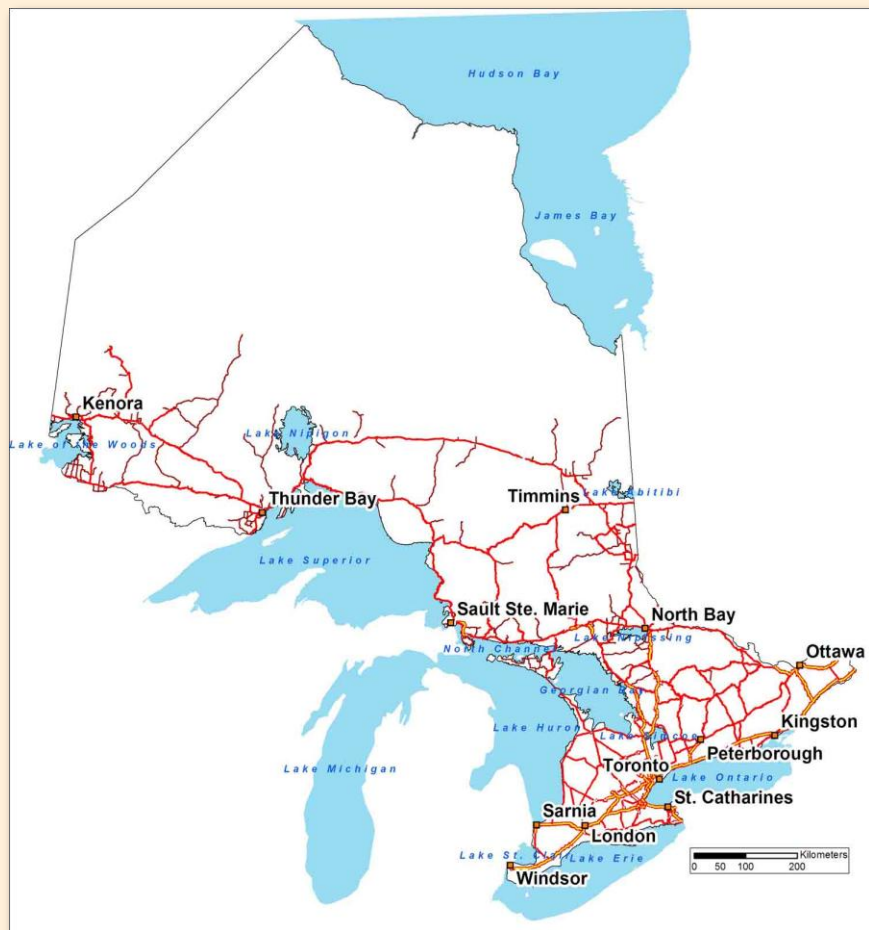 Hudson Bay
James Bay
Kenora
Lake of the Woods
Lake Nipigon
Thunder Bay
Timmins
Lake Abitibi
Lake Superior
Sault Ste. Marie
North Bay
Lake Nipissing
North Channel
Ottawa
Georgian Bay
Kingston
Lake Huron
Lake Simcoe
Peterborough
Toronto
Lake Michigan
Lake Ontario
St. Catharines
Sarnia
London
Lake St. Clair
Lake Erie
Windsor
Kilometers
0 50 100 200